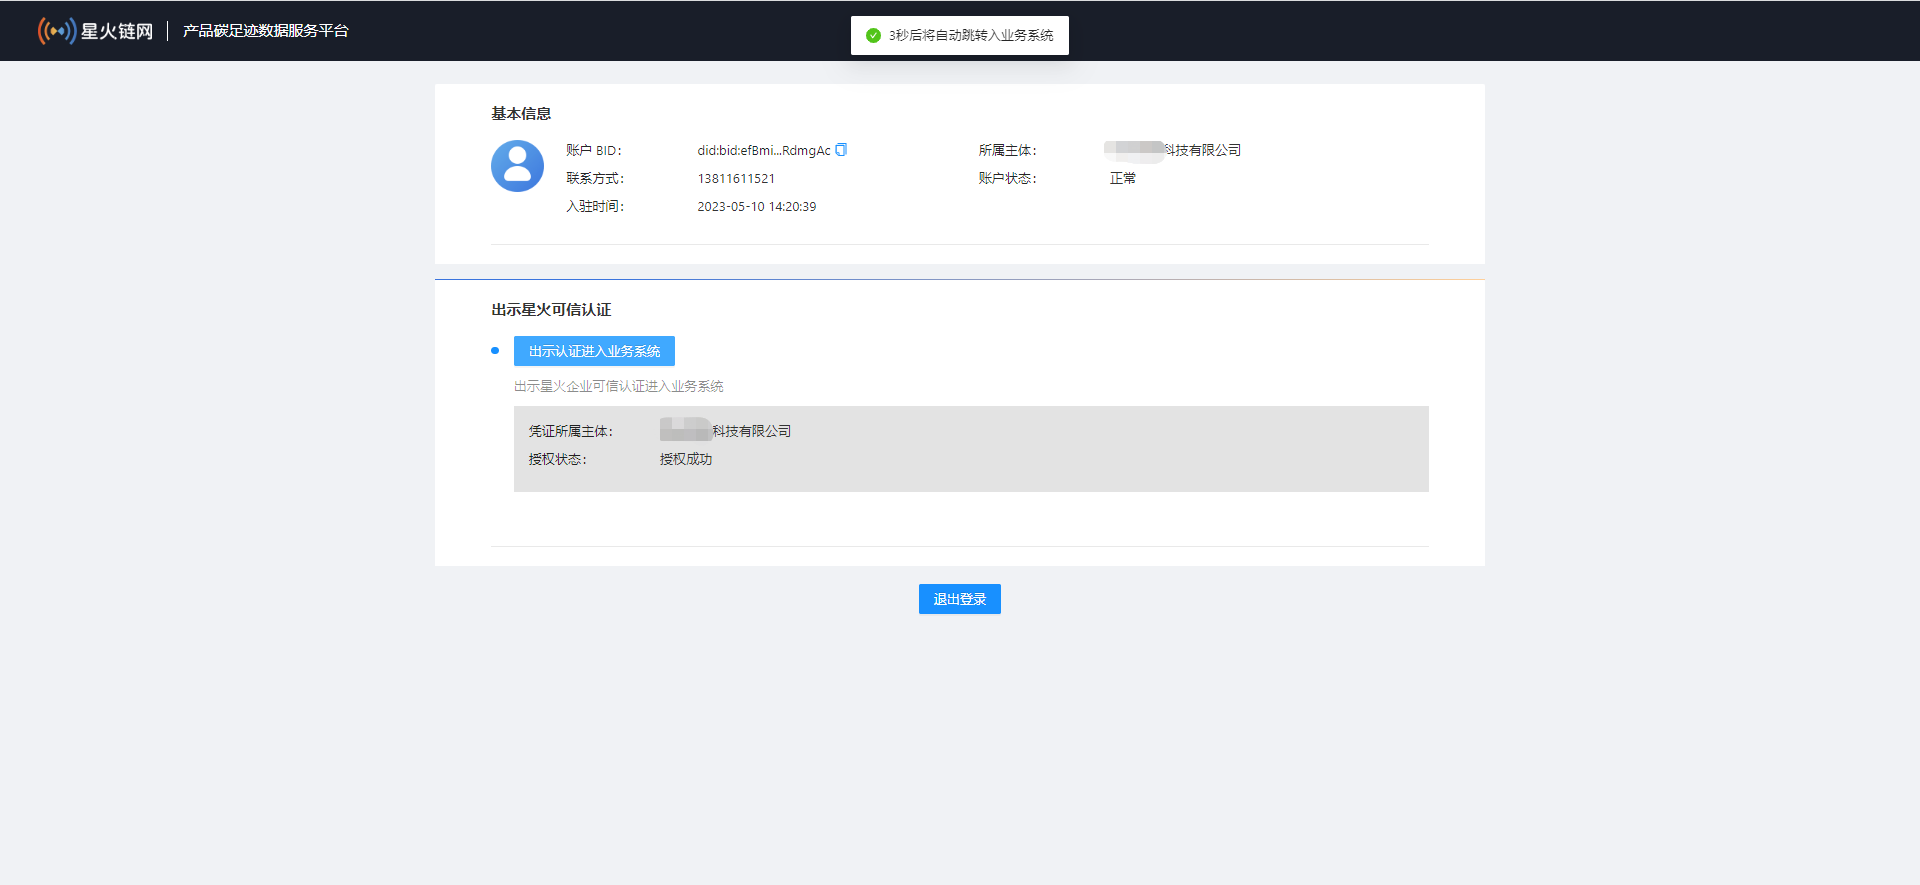 星火链网 产品碳足迹数据服务平台
3秒后将自动跳转入业务系统
基本信息
账户 BID: did:bid:efBmi...RdmgAc 所属主体: 科技有限公司
联系方式: 13811611521 账户状态: 正常
入驻时间: 2023-05-10 14:20:39
出示星火可信认证
出示认证进入业务系统
出示星火企业可信认证进入业务系统
凭证所属主体: 科技有限公司
授权状态: 授权成功
退出登录